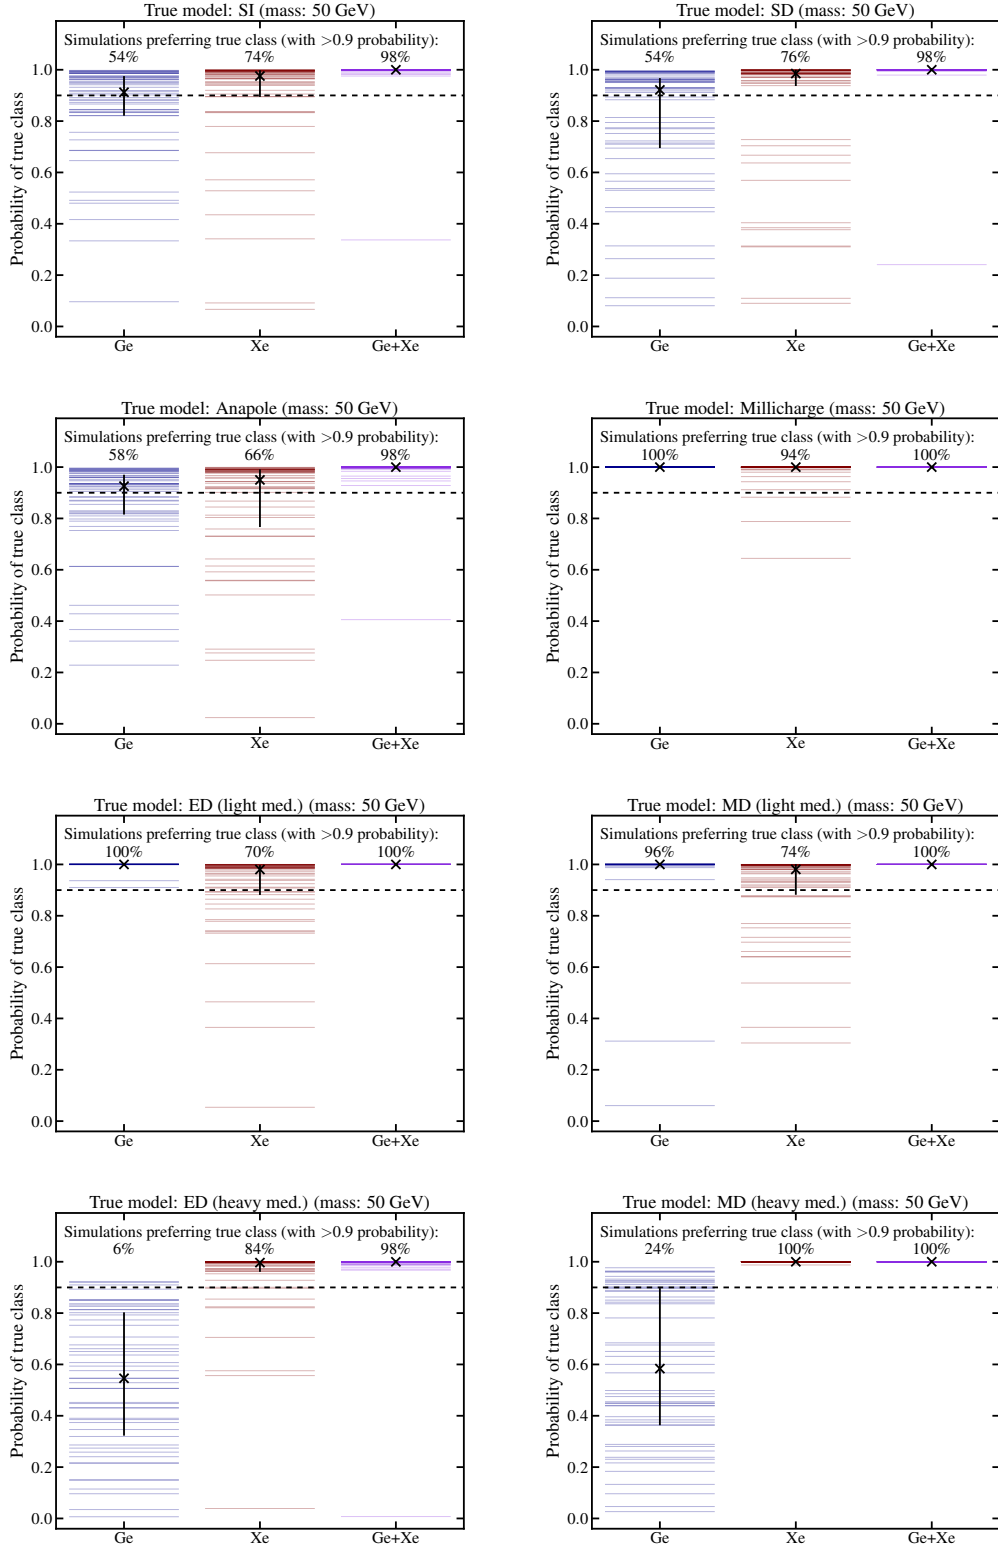 True model: SI (mass: 50 GeV)
Simulations preferring true class (with >0.9 probability):
54% 74% 98%
1.0
0.8
0.6
0.4
0.2
0.0
Probability of true class
Ge Xe Ge+Xe
True model: SD (mass: 50 GeV)
Simulations preferring true class (with >0.9 probability):
54% 76% 98%
1.0
0.8
0.6
0.4
0.2
0.0
Probability of true class
Ge Xe Ge+Xe
True model: Anapole (mass: 50 GeV)
Simulations preferring true class (with >0.9 probability):
58% 66% 98%
1.0
0.8
0.6
0.4
0.2
0.0
Probability of true class
Ge Xe Ge+Xe
True model: Millicharge (mass: 50 GeV)
Simulations preferring true class (with >0.9 probability):
100% 94% 100%
1.0
0.8
0.6
0.4
0.2
0.0
Probability of true class
Ge Xe Ge+Xe
True model: ED (light med.) (mass: 50 GeV)
Simulations preferring true class (with >0.9 probability):
100% 70% 100%
1.0
0.8
0.6
0.4
0.2
0.0
Probability of true class
Ge Xe Ge+Xe
True model: MD (light med.) (mass: 50 GeV)
Simulations preferring true class (with >0.9 probability):
96% 74% 100%
1.0
0.8
0.6
0.4
0.2
0.0
Probability of true class
Ge Xe Ge+Xe
True model: ED (heavy med.) (mass: 50 GeV)
Simulations preferring true class (with >0.9 probability):
6% 84% 98%
1.0
0.8
0.6
0.4
0.2
0.0
Probability of true class
Ge Xe Ge+Xe
True model: MD (heavy med.) (mass: 50 GeV)
Simulations preferring true class (with >0.9 probability):
24% 100% 100%
1.0
0.8
0.6
0.4
0.2
0.0
Probability of true class
Ge Xe Ge+Xe